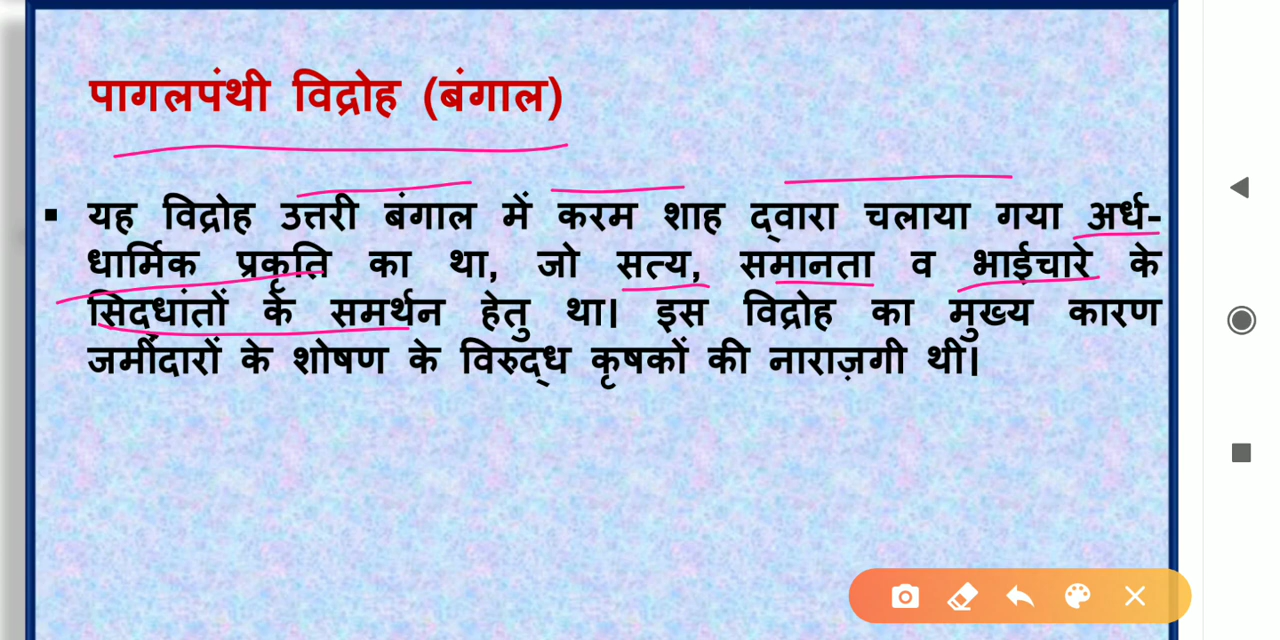 पागलपंथी विद्रोह (बंगाल)
▪ यह विद्रोह उत्तरी बंगाल में करम शाह द्वारा चलाया गया अर्ध-
धार्मिक प्रकृति का था, जो सत्य, समानता व भाईचारे के
सिद्धांतों के समर्थन हेतु था। इस विद्रोह का मुख्य कारण
जमींदारों के शोषण के विरुद्ध कृषकों की नाराज़गी थी।